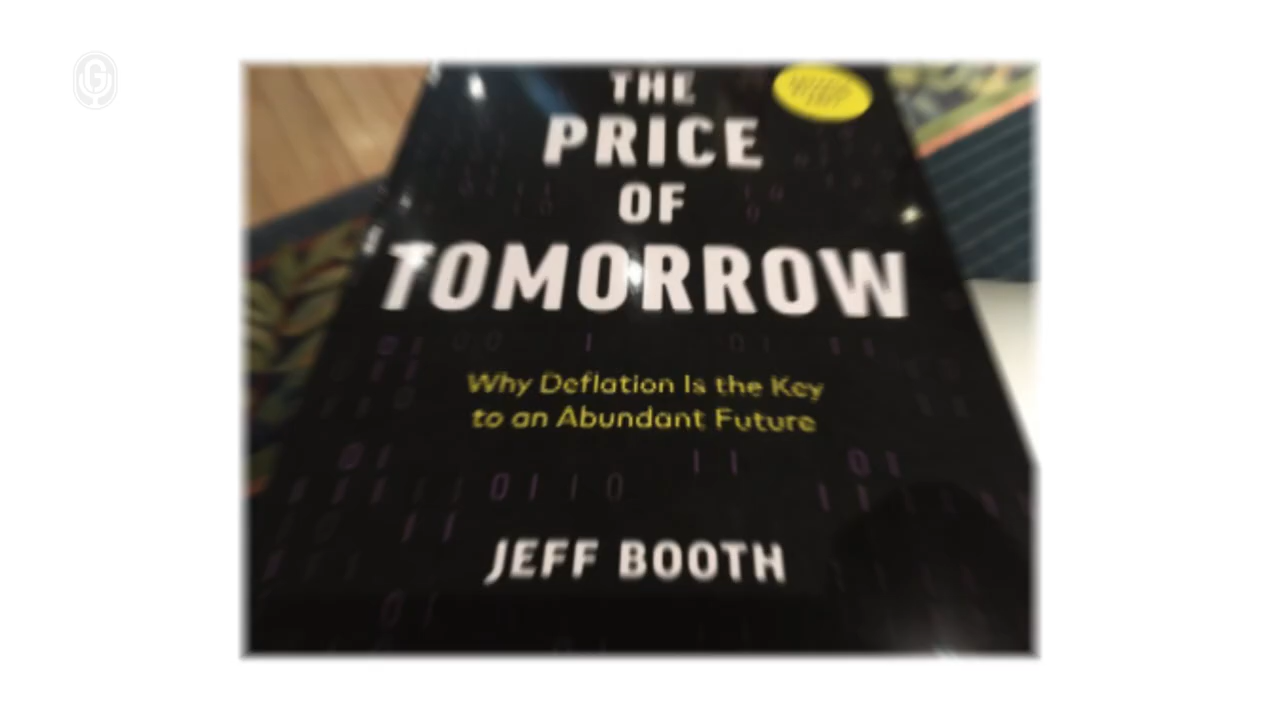 THE
PRICE
OF
TOMORROW
Why Deflation Is the Key
to an Abundant Future
JEFF BOOTH